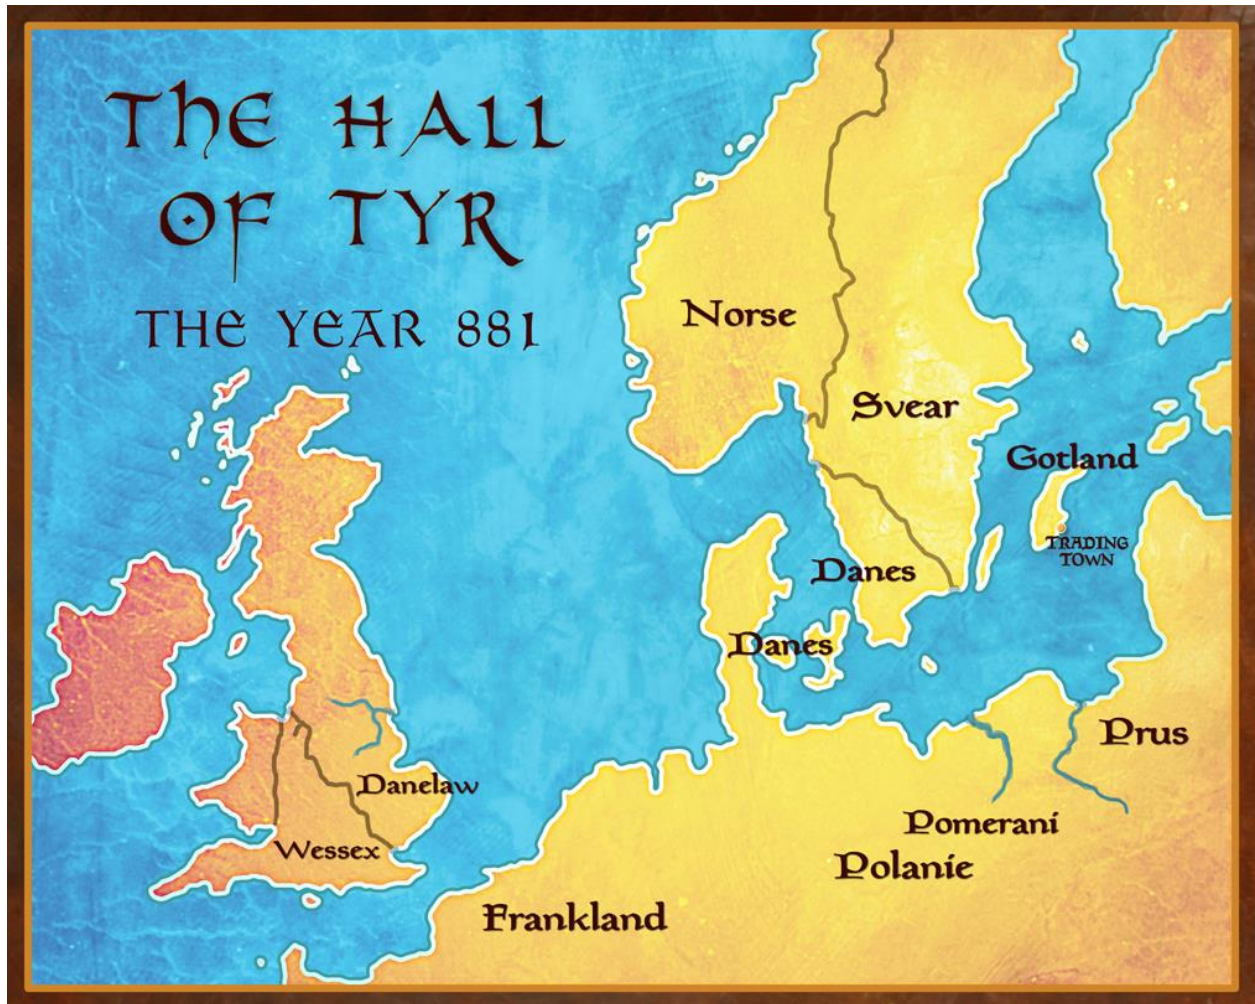 The Hall
of Tyr
The Year 881
Norse
Svear
Gotland
Trading
Town
Danes
Danes
Prus
Danelaw
Pomerani
Wessex
Polanie
Frankland